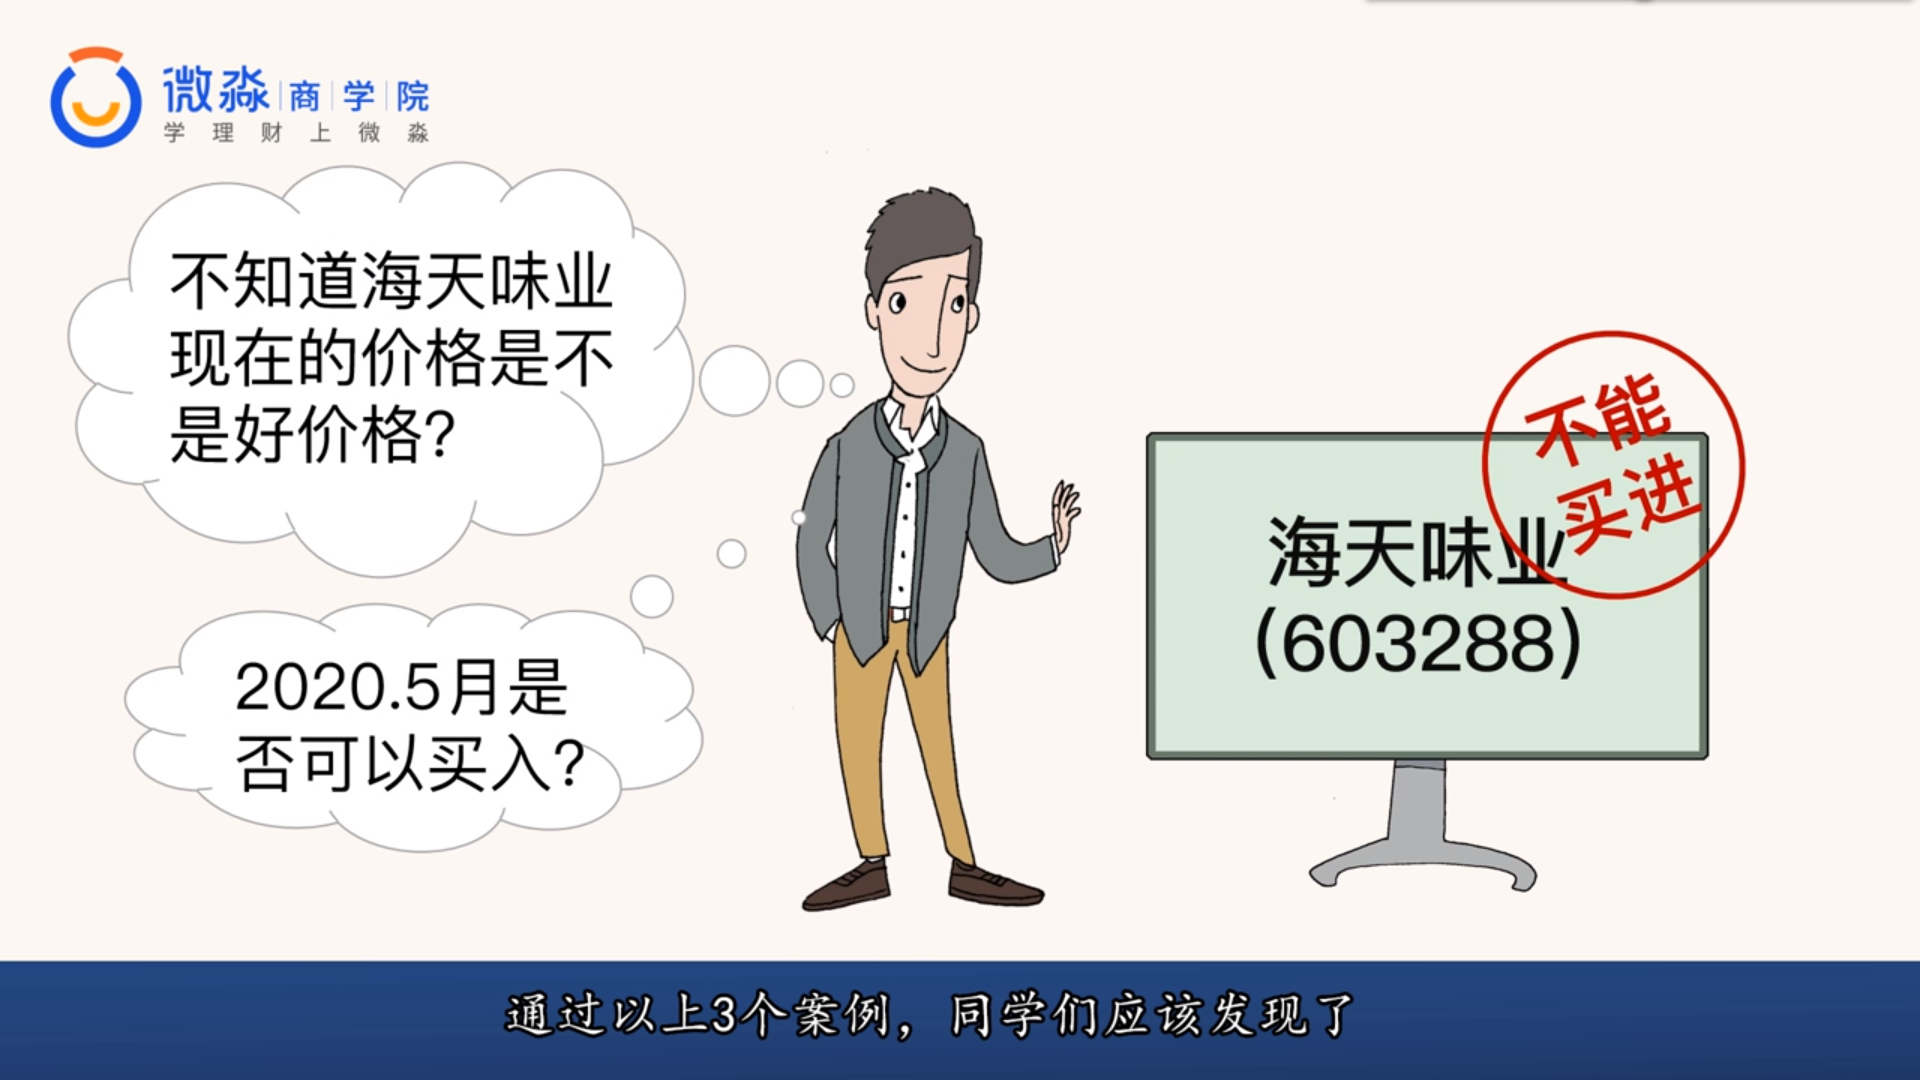 微淼商学院
学理财上微淼
不知道海天味业
现在的价格是不
是好价格?
2020.5月是
否可以买入?
不能
买进
海天味业
(603288)
通过以上3个案例，同学们应该发现了